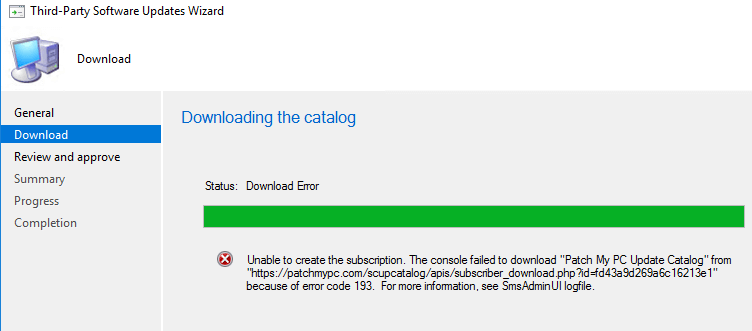 Third-Party Software Updates Wizard
Download
General
Download
Review and approve
Summary
Progress
Completion
Downloading the catalog
Status: Download Error
Unable to create the subscription. The console failed to download "Patch My PC Update Catalog" from
"https://patchmypc.com/scupcatalog/apis/subscriber_download.php?id=fd43a9d269a6c16213e1"
because of error code 193. For more information, see SmsAdminUI logfile.